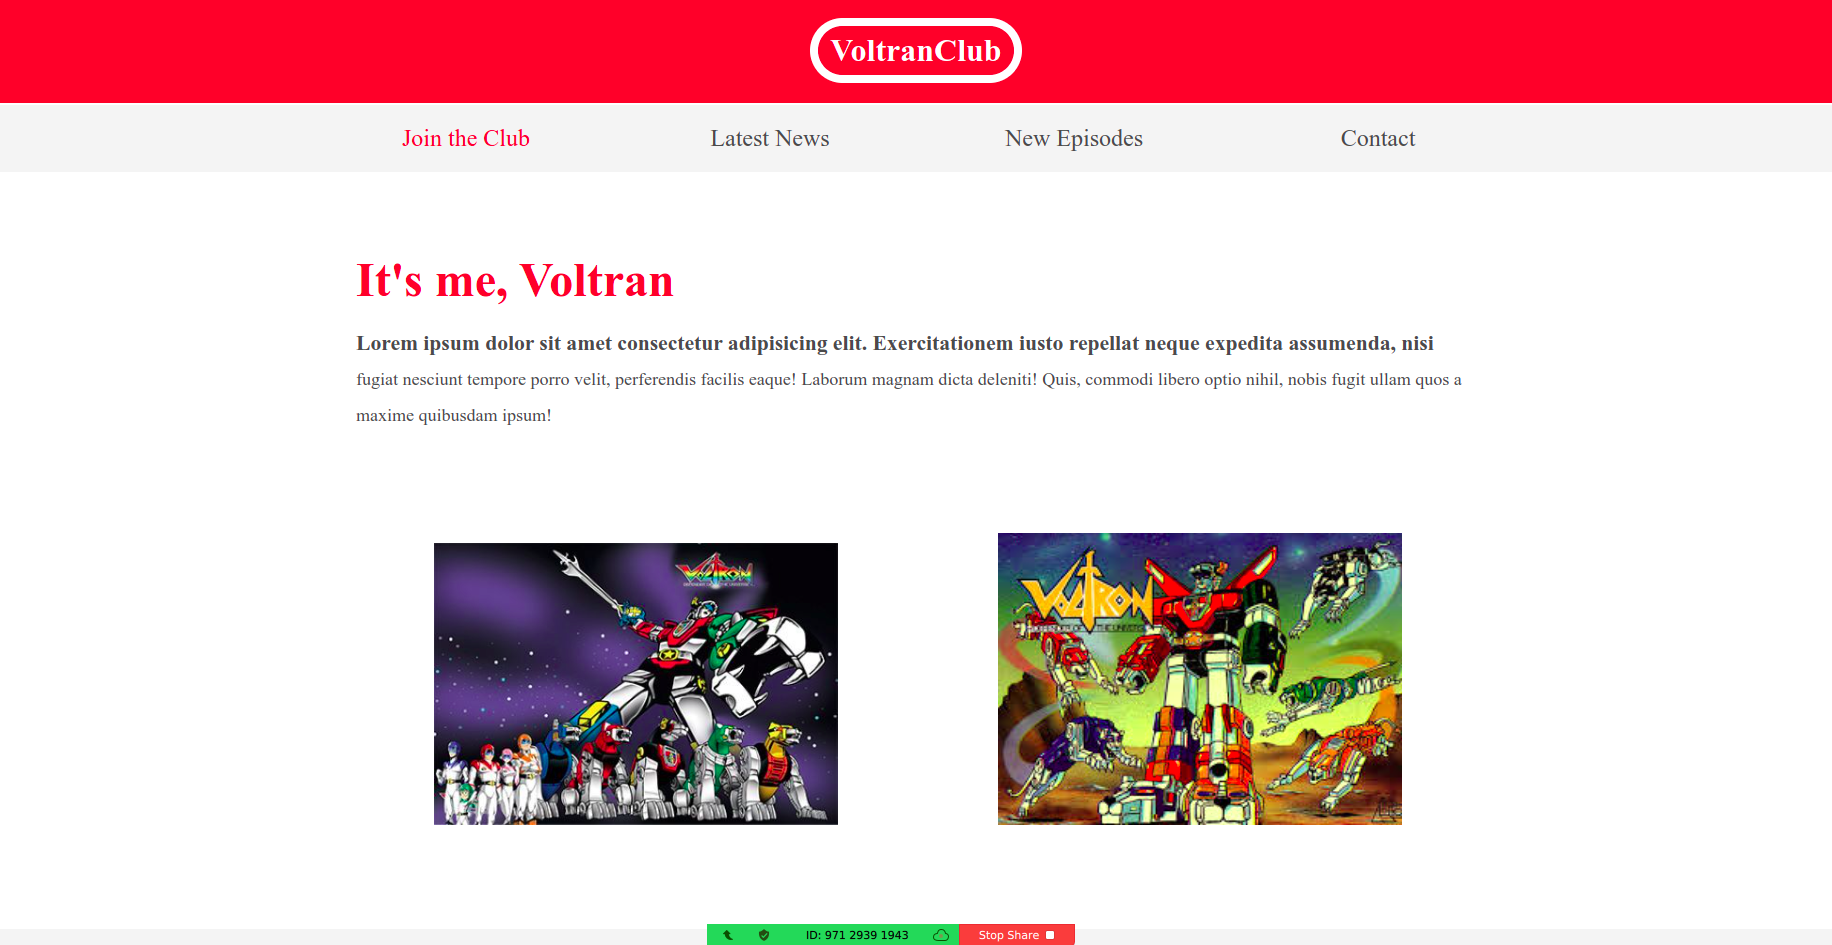 VoltranClub
Join the Club
Latest News
New Episodes
Contact
It's me, Voltran
Lorem ipsum dolor sit amet consectetur adipisicing elit. Exercitationem iusto repellat neque expedita assumenda, nisi
fugiat nesciunt tempore porro velit, perferendis facilis eaque! Laborum magnam dicta deleniti! Quis, commodi libero optio nihil, nobis fugit ullam quos a
maxime quibusdam ipsum!
VOLTRON
VOLTRON
ID: 971 2939 1943
Stop Share